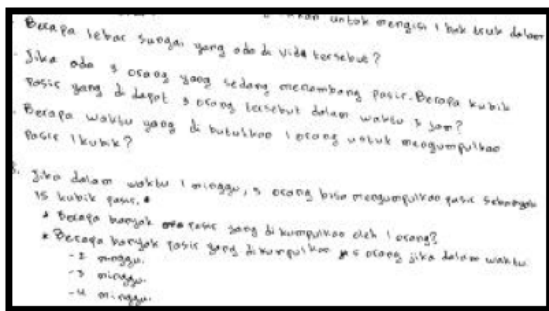 untuk mengisi 1 bak truk dalam
Berapa lebar sungai yang ada di vidio tersebut?
Jika ada 3 orang yang sedang menambang pasir. Berapa kubik
Pasir yang di dapat 3 orang tersebut dalam waktu 3 jam?
Berapa waktu yang di butuhkan 1 orang untuk mengumpulkan
Pasir 1 kubik?
Jika dalam waktu 1 minggu, 5 orang bisa mengumpulkan pasir sebanyak
15 kubik pasir.
* Berapa banyak pasir yang di kumpulkan oleh 1 orang?
* Berapa banyak pasir yang di kumpulkan 5 orang jika dalam waktu
- 2 minggu.
- 3 minggu.
- 4 minggu.